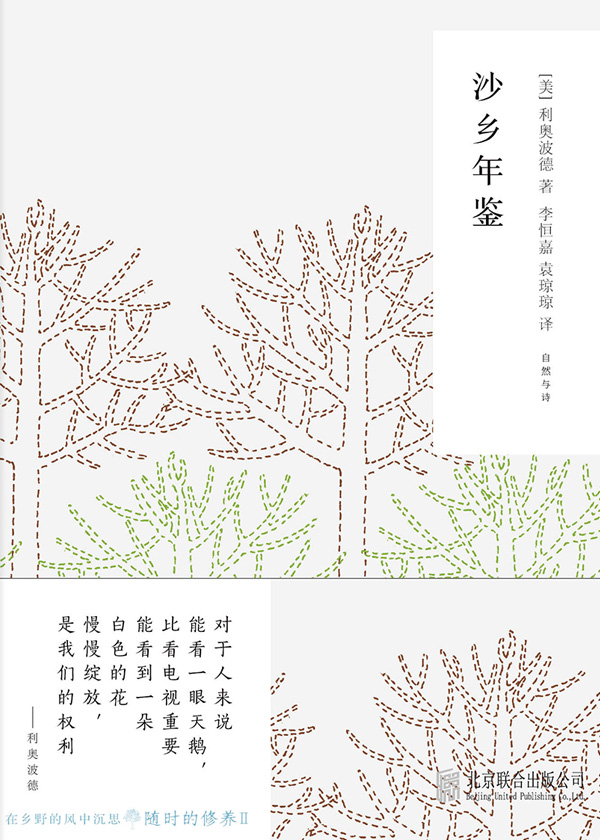 沙乡年鉴
[美] 利奥波德 著 李恒嘉 袁琼琼 译
自然与诗
对于人来说
能看一眼天鹅，
比看电视重要
能看到一朵
白色的花
慢慢绽放，
是我们的权利
——利奥波德
在乡野的风中沉思 随时的修养II
北京联合出版公司
Beijing United Publishing Co.,Ltd.